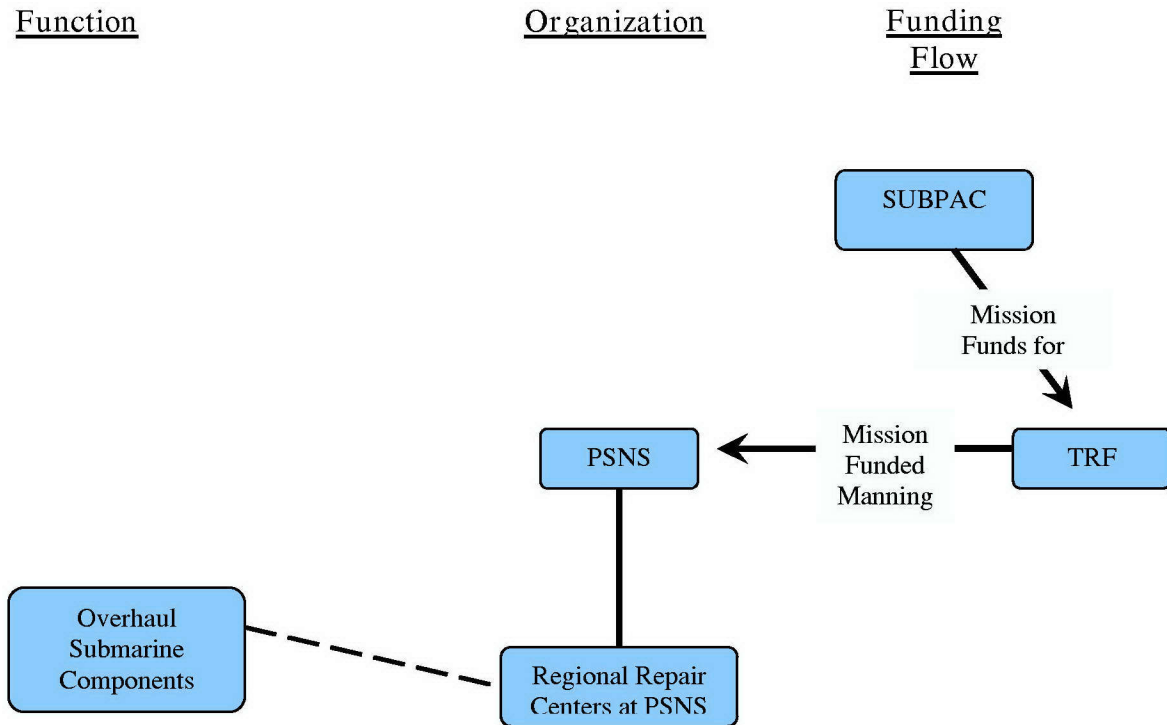 Function
Organization
Funding
Flow
SUBPAC
Mission
Funds for
PSNS
Mission
Funded
Manning
TRF
Overhaul
Submarine
Components
Regional Repair
Centers at PSNS